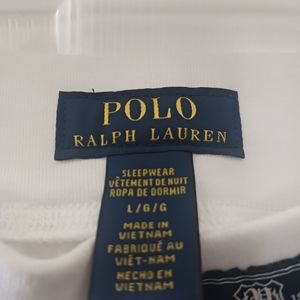 POLO
RALPH LAUREN
SLEEPWEAR
VÊTEMENT DE NUIT
ROPA DE DORMIR
L/G/G
MADE IN
VIETNAM
FABRIQUÉ AU
VIÊT-NAM
HECHO EN
VIETNAM